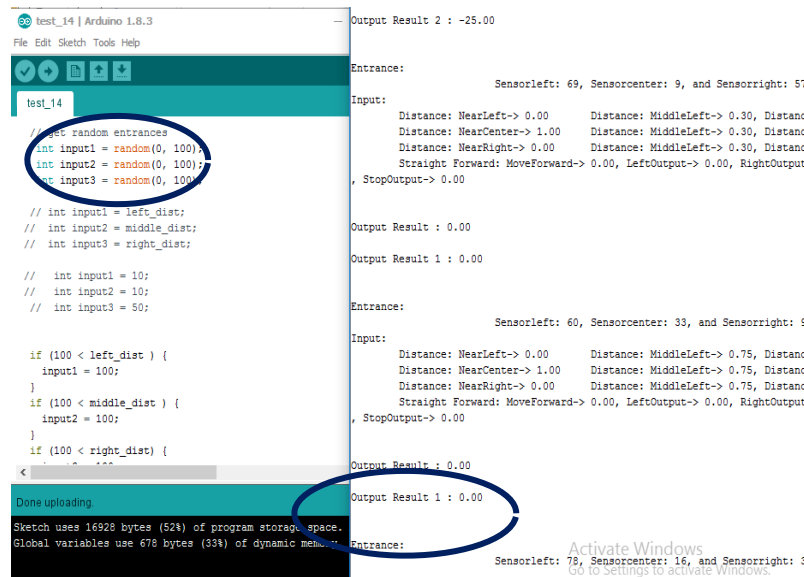 test_14 | Arduino 1.8.3
File Edit Sketch Tools Help
test_14
// get random entrances
int input1 = random(0, 100);
int input2 = random(0, 100);
int input3 = random(0, 100);
// int input1 = left_dist;
// int input2 = middle_dist;
// int input3 = right_dist;
// int input1 = 10;
// int input2 = 10;
// int input3 = 50;
if (100 < left_dist ) {
input1 = 100;
}
if (100 < middle_dist ) {
input2 = 100;
}
if (100 < right_dist) {
Done uploading.
Sketch uses 16928 bytes (52%) of program storage space.
Global variables use 678 bytes (33%) of dynamic memory
Output Result 2 : -25.00
Entrance:
Sensorleft: 69, Sensorcenter: 9, and Sensorright: 57
Input:
Distance: NearLeft-> 0.00 Distance: MiddleLeft-> 0.30, Distanc
Distance: NearCenter-> 1.00 Distance: MiddleLeft-> 0.30, Distanc
Distance: NearRight-> 0.00 Distance: MiddleLeft-> 0.30, Distanc
Straight Forward: MoveForward-> 0.00, LeftOutput-> 0.00, RightOutput
, StopOutput-> 0.00
Output Result : 0.00
Output Result 1 : 0.00
Entrance:
Sensorleft: 60, Sensorcenter: 33, and Sensorright: 9
Input:
Distance: NearLeft-> 0.00 Distance: MiddleLeft-> 0.75, Distanc
Distance: NearCenter-> 1.00 Distance: MiddleLeft-> 0.75, Distanc
Distance: NearRight-> 0.00 Distance: MiddleLeft-> 0.75, Distanc
Straight Forward: MoveForward-> 0.00, LeftOutput-> 0.00, RightOutput
, StopOutput-> 0.00
Output Result : 0.00
Output Result 1 : 0.00
Entrance:
Sensorleft: 78, Sensorcenter: 16, and Sensorright: 3
Activate Windows
Go to Settings to activate Windows.